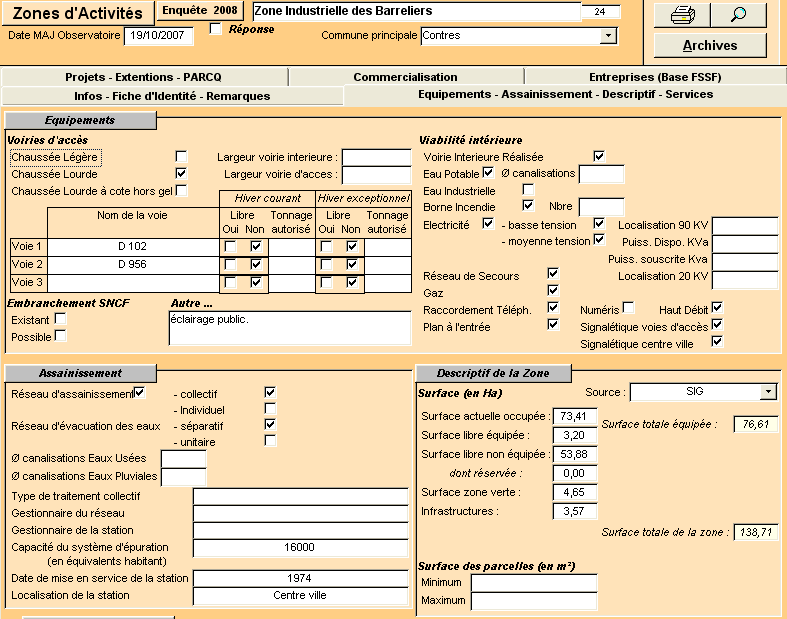 Zones d'Activités
Enquête 2008
Zone Industrielle des Barreliers
24
Date MAJ Observatoire 19/10/2007
Réponse
Commune principale Contres
Archives
Projets - Extentions - PARCQ
Commercialisation
Entreprises (Base FSSF)
Infos - Fiche d'Identité - Remarques
Equipements - Assainissement - Descriptif - Services
Equipements
Voiries d'accès
Chaussée Légère
Chaussée Lourde
Chaussée Lourde à cote hors gel
Largeur voirie interieure :
Largeur voirie d'acces :
Hiver courant
Hiver exceptionnel
Nom de la voie
Libre
Oui Non
Tonnage autorisé
Libre
Oui Non
Tonnage autorisé
Voie 1 D 102
Voie 2 D 956
Voie 3
Embranchement SNCF
Existant
Possible
Autre ...
éclairage public.
Viabilité intérieure
Voirie Interieure Réalisée
Eau Potable Ø canalisations
Eau Industrielle
Borne Incendie Nbre
Electricité - basse tension
- moyenne tension
Localisation 90 KV
Puiss. Dispo. KVa
Puiss. souscrite Kva
Localisation 20 KV
Réseau de Secours
Gaz
Raccordement Téléph.
Plan à l'entrée
Numéris
Haut Débit
Signalétique voies d'accès
Signalétique centre ville
Assainissement
Réseau d'assainissement - collectif
- Individuel
Réseau d'évacution des eaux - séparatif
- unitaire
Ø canalisations Eaux Usées
Ø canalisations Eaux Pluviales
Type de traitement collectif
Gestionnaire du réseau
Gestionnaire de la station
Capacité du système d'épuration 16000
(en équivalents habitant)
Date de mise en service de la station 1974
Localisation de la station Centre ville
Descriptif de la Zone
Surface (en Ha)
Source : SIG
Surface actuelle occupée : 73,41
Surface totale équipée : 76,61
Surface libre équipée : 3,20
Surface libre non équipée : 53,88
dont réservée : 0,00
Surface zone verte : 4,65
Infrastructures : 3,57
Surface totale de la zone : 138,71
Surface des parcelles (en m²)
Minimum
Maximum